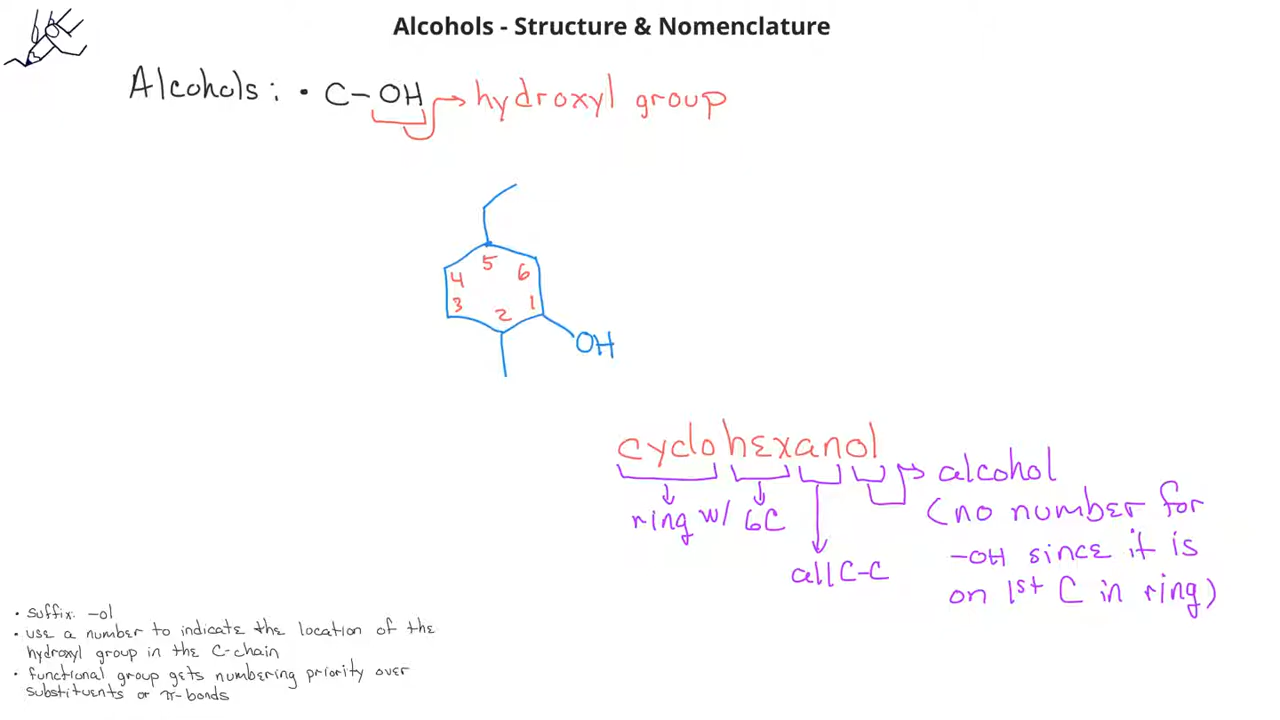 Alcohols - Structure & Nomenclature
Alcohols: • C-OH → hydroxyl group
5
4 6
3 1
2
OH
cyclohexanol
alcohol
ring w/ 6C
(no number for
-OH since it is
all C-C
on 1st C in ring)
• suffix: -ol
• use a number to indicate the location of the
hydroxyl group in the C-chain
• functional group gets numbering priority over
substituents or π-bonds